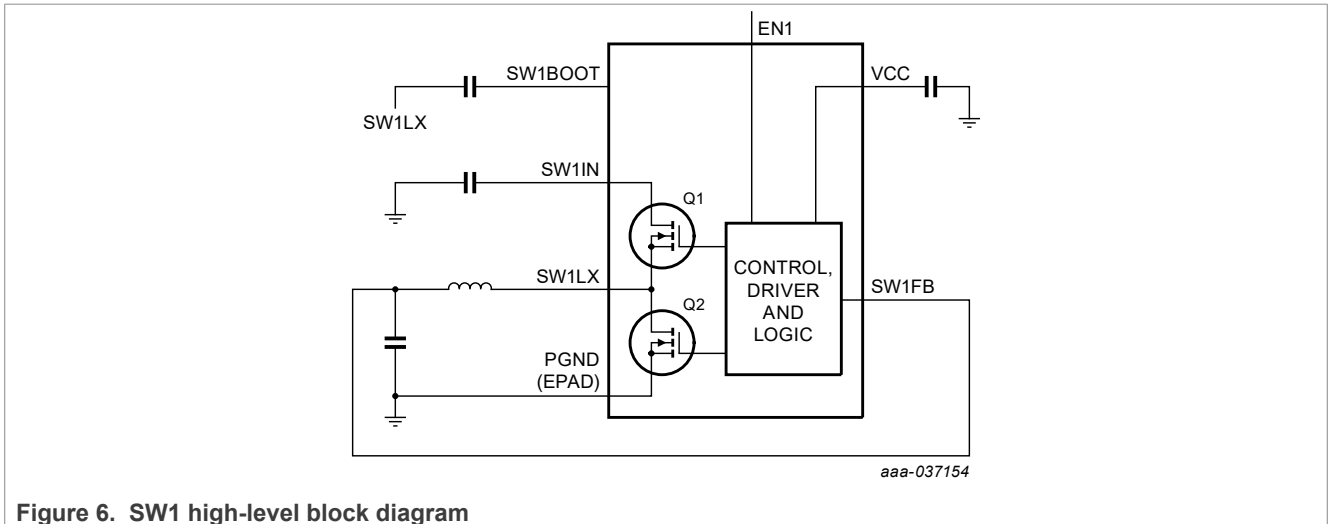 EN1
SW1BOOT
VCC
SW1LX
SW1IN
Q1
SW1LX
CONTROL,
DRIVER
AND
LOGIC
SW1FB
Q2
PGND
(EPAD)
aaa-037154
Figure 6. SW1 high-level block diagram